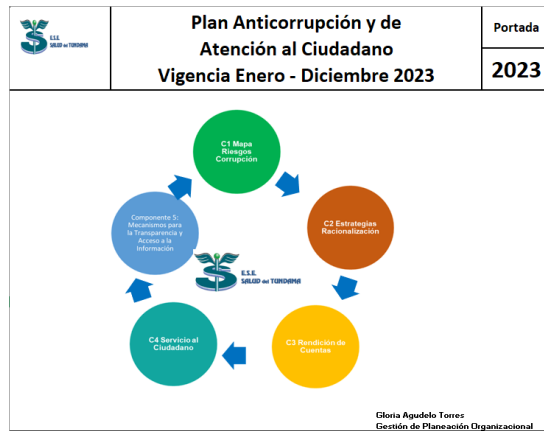 E.S.E.
SALUD del TUNDAMA
Plan Anticorrupción y de
Atención al Ciudadano
Vigencia Enero - Diciembre 2023
Portada
2023
C1 Mapa
Riesgos
Corrupción
C2 Estrategias
Racionalización
C3 Rendición de
Cuentas
C4 Servicio al
Ciudadano
Componente 5:
Mecanismos para
la Transparencia y
Acceso a la
Información
E.S.E.
SALUD del TUNDAMA
Gloria Agudelo Torres
Gestión de Planeación Organizacional